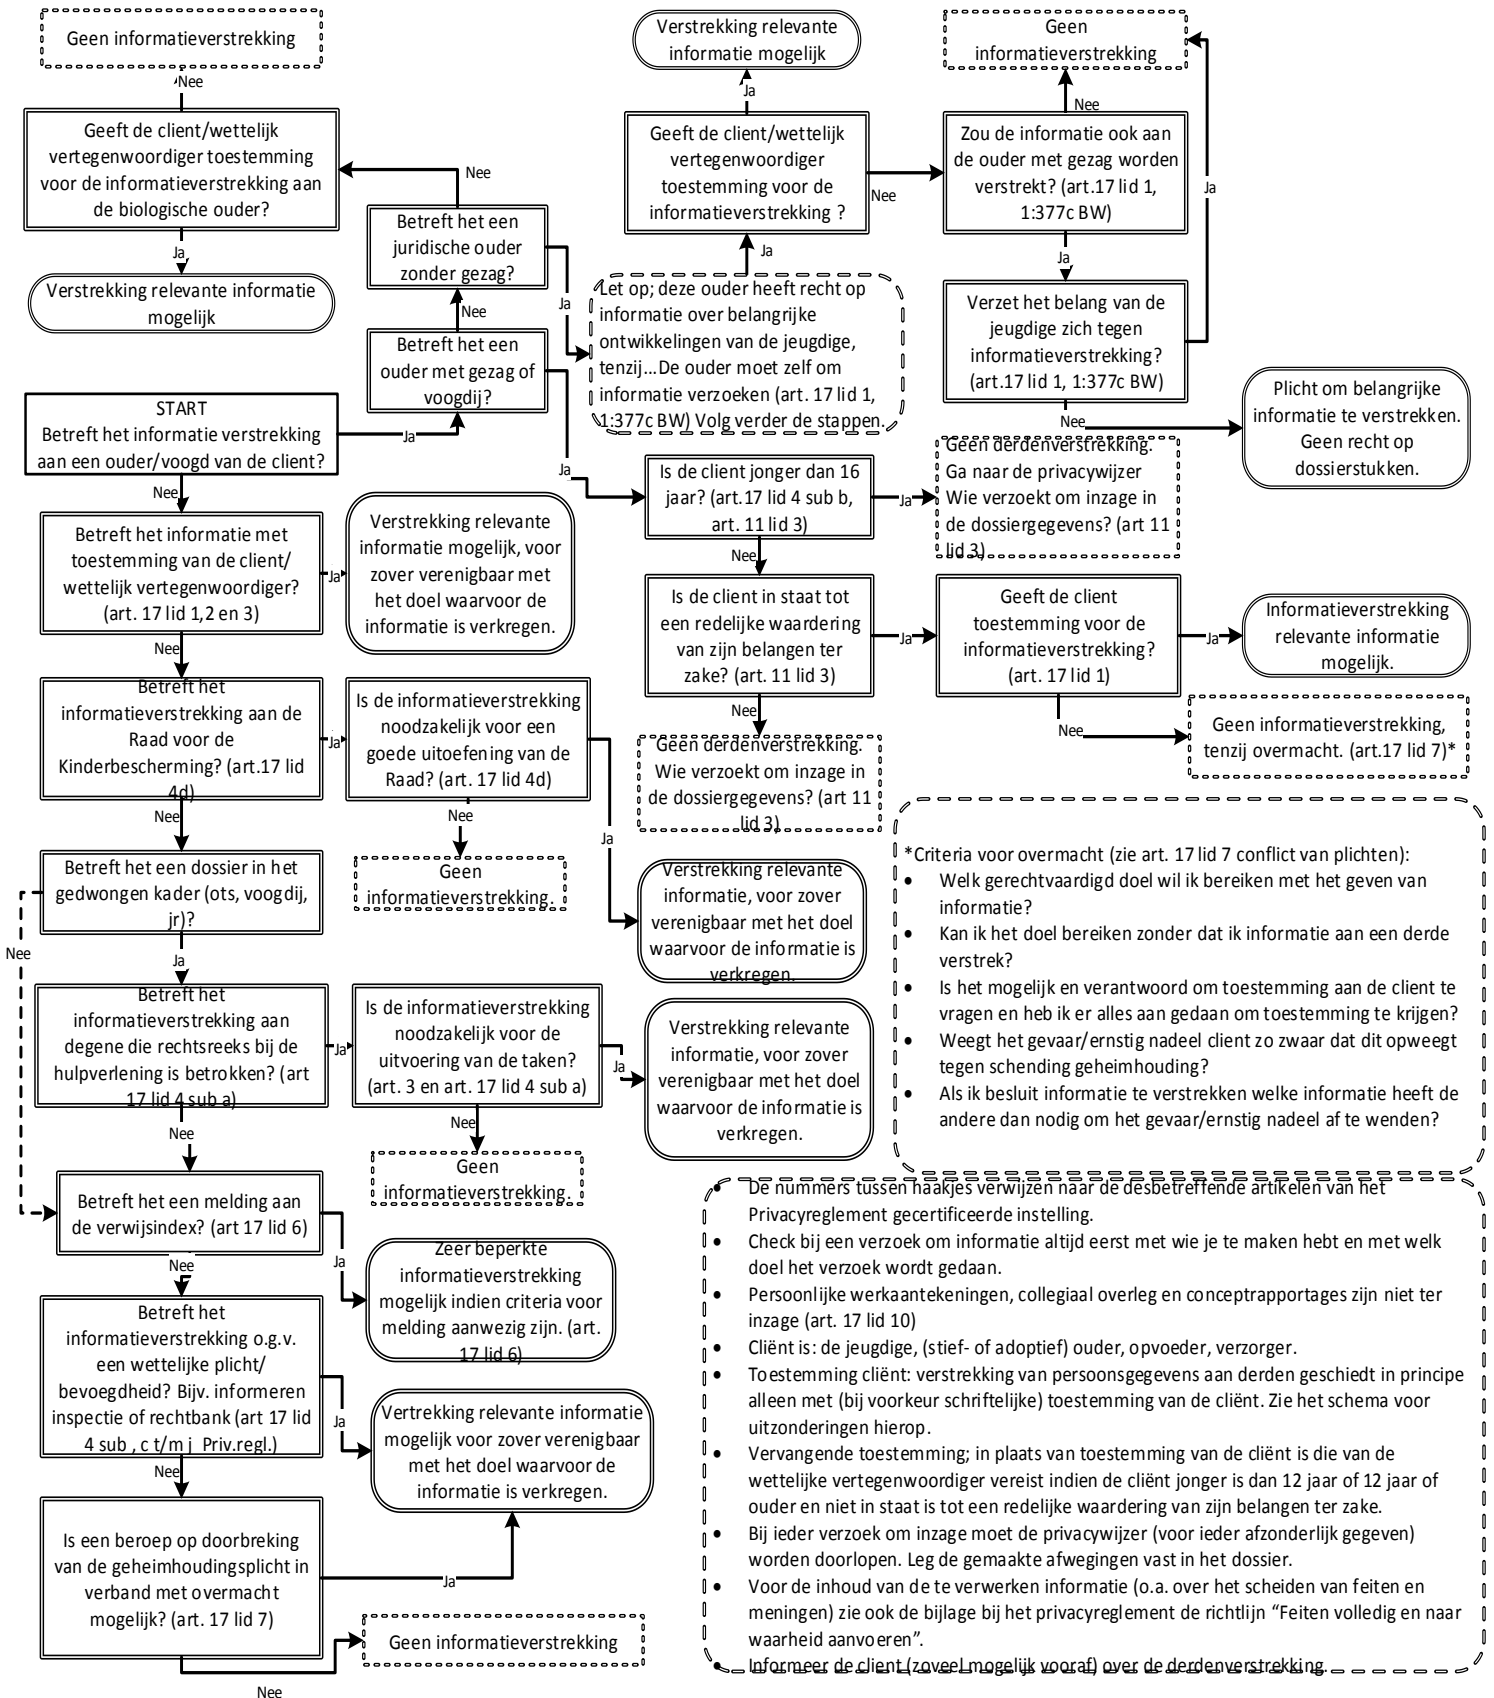 Geen informatieverstrekking
Nee
Geeft de client/wettelijk
vertegenwoordiger toestemming
voor de informatieverstrekking aan
de biologische ouder?
Ja
Verstrekking relevante informatie
mogelijk
Nee
Betreft het een
juridische ouder
zonder gezag?
Ja
Nee
Betreft het een
ouder met gezag of
voogdij?
Ja
START
Betreft het informatie verstrekking
aan een ouder/voogd van de client?
Ja
Nee
Verstrekking relevante
informatie mogelijk
Ja
Geeft de client/wettelijk
vertegenwoordiger
toestemming voor de
informatieverstrekking ?
Nee
Ja
Let op; deze ouder heeft recht op
informatie over belangrijke
ontwikkelingen van de jeugdige,
tenzij...De ouder moet zelf om
informatie verzoeken (art. 17 lid 1,
1:377c BW) Volg verder de stappen.
Geen
informatieverstrekking
Nee
Zou de informatie ook aan
de ouder met gezag worden
verstrekt? (art.17 lid 1,
1:377c BW)
Ja
Ja
Verzet het belang van de
jeugdige zich tegen
informatieverstrekking?
(art.17 lid 1, 1:377c BW)
Nee
Plicht om belangrijke
informatie te verstrekken.
Geen recht op
dossierstukken.
Is de client jonger dan 16
jaar? (art.17 lid 4 sub b,
art. 11 lid 3)
Ja
Geen derdenverstrekking.
Ga naar de privacywijzer
Wie verzoekt om inzage in
de dossiergegevens? (art 11
lid 3)
Nee
Is de client in staat tot
een redelijke waardering
van zijn belangen ter
zake? (art. 11 lid 3)
Ja
Geeft de client
toestemming voor de
informatieverstrekking?
(art. 17 lid 1)
Ja
Informatieverstrekking
relevante informatie
mogelijk.
Nee
Geen informatieverstrekking,
tenzij overmacht. (art.17 lid 7)*
Nee
Geen derdenverstrekking.
Wie verzoekt om inzage in
de dossiergegevens? (art 11
lid 3)
Betreft het informatie met
toestemming van de client/
wettelijk vertegenwoordiger?
(art. 17 lid 1,2 en 3)
Ja
Verstrekking relevante
informatie mogelijk, voor
zover verenigbaar met
het doel waarvoor de
informatie is verkregen.
Nee
Betreft het
informatieverstrekking aan de
Raad voor de
Kinderbescherming? (art.17 lid
4d)
Ja
Is de informatieverstrekking
noodzakelijk voor een
goede uitoefening van de
Raad? (art. 17 lid 4d)
Ja
Nee
Geen
informatieverstrekking.
Verstrekking relevante
informatie, voor zover
verenigbaar met het doel
waarvoor de informatie is
verkregen.
Nee
Betreft het een dossier in het
gedwongen kader (ots, voogdij,
jr)?
Nee
Ja
Betreft het
informatieverstrekking aan
degene die rechtsreeks bij de
hulpverlening is betrokken? (art
17 lid 4 sub a)
Ja
Is de informatieverstrekking
noodzakelijk voor de
uitvoering van de taken?
(art. 3 en art. 17 lid 4 sub a)
Ja
Verstrekking relevante
informatie, voor zover
verenigbaar met het doel
waarvoor de informatie is
verkregen.
Nee
Geen
informatieverstrekking.
Nee
Betreft het een melding aan
de verwijsindex? (art 17 lid 6)
Ja
Zeer beperkte
informatieverstrekking
mogelijk indien criteria voor
melding aanwezig zijn. (art.
17 lid 6)
Nee
Betreft het
informatieverstrekking o.g.v.
een wettelijke plicht/
bevoegdheid? Bijv. informeren
inspectie of rechtbank (art 17 lid
4 sub , c t/m j Priv.regl.)
Ja
Vertrekking relevante informatie
mogelijk voor zover verenigbaar
met het doel waarvoor de
informatie is verkregen.
Nee
Is een beroep op doorbreking
van de geheimhoudingsplicht in
verband met overmacht
mogelijk? (art. 17 lid 7)
Ja
Geen informatieverstrekking
Nee
*Criteria voor overmacht (zie art. 17 lid 7 conflict van plichten):
• Welk gerechtvaardigd doel wil ik bereiken met het geven van
informatie?
• Kan ik het doel bereiken zonder dat ik informatie aan een derde
verstrek?
• Is het mogelijk en verantwoord om toestemming aan de client te
vragen en heb ik er alles aan gedaan om toestemming te krijgen?
• Weegt het gevaar/ernstig nadeel client zo zwaar dat dit opweegt
tegen schending geheimhouding?
• Als ik besluit informatie te verstrekken welke informatie heeft de
andere dan nodig om het gevaar/ernstig nadeel af te wenden?
• De nummers tussen haakjes verwijzen naar de desbetreffende artikelen van het
Privacyreglement gecertificeerde instelling.
• Check bij een verzoek om informatie altijd eerst met wie je te maken hebt en met welk
doel het verzoek wordt gedaan.
• Persoonlijke werkaantekeningen, collegiaal overleg en conceptrapportages zijn niet ter
inzage (art. 17 lid 10)
• Cliënt is: de jeugdige, (stief- of adoptief) ouder, opvoeder, verzorger.
• Toestemming cliënt: verstrekking van persoonsgegevens aan derden geschiedt in principe
alleen met (bij voorkeur schriftelijke) toestemming van de cliënt. Zie het schema voor
uitzonderingen hierop.
• Vervangende toestemming; in plaats van toestemming van de cliënt is die van de
wettelijke vertegenwoordiger vereist indien de cliënt jonger is dan 12 jaar of 12 jaar of
ouder en niet in staat is tot een redelijke waardering van zijn belangen ter zake.
• Bij ieder verzoek om inzage moet de privacywijzer (voor ieder afzonderlijk gegeven)
worden doorlopen. Leg de gemaakte afwegingen vast in het dossier.
• Voor de inhoud van de te verwerken informatie (o.a. over het scheiden van feiten en
meningen) zie ook de bijlage bij het privacyreglement de richtlijn “Feiten volledig en naar
waarheid aanvoeren”.
• Informeer de client (zoveel mogelijk vooraf) over de derdenverstrekking.